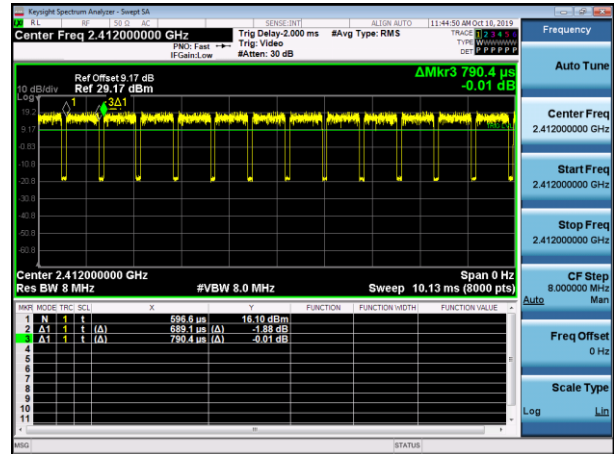 Keysight Spectrum Analyzer - Swept SA
RL RF 50 Ω AC SENSE:INT ALIGN AUTO 11:44:50 AM Oct 10, 2019
Center Freq 2.412000000 GHz
PNO: Fast
IFGain:Low
Trig Delay-2.000 ms
Trig: Video
#Atten: 30 dB
#Avg Type: RMS
TRACE 1 2 3 4 5 6
TYPE WWWWWW
DET P P P P P P
Frequency
Ref Offset 9.17 dB
10 dB/div Ref 29.17 dBm
Log
ΔMkr3 790.4 µs
-0.01 dB
1
3Δ1
19.2
9.17
-0.83
-10.8
-20.8
-30.8
-40.8
-50.8
-60.8
Center 2.412000000 GHz Span 0 Hz
Res BW 8 MHz #VBW 8.0 MHz Sweep 10.13 ms (8000 pts)
MKR MODE TRC SCL X Y FUNCTION FUNCTION WIDTH FUNCTION VALUE
1 N 1 t 596.6 µs 16.10 dBm
2 Δ1 1 t (Δ) 689.1 µs (Δ) -1.88 dB
3 Δ1 1 t (Δ) 790.4 µs (Δ) -0.01 dB
4
5
6
7
8
9
10
11
MSG STATUS
Auto Tune
Center Freq
2.412000000 GHz
Start Freq
2.412000000 GHz
Stop Freq
2.412000000 GHz
CF Step
8.000000 MHz
Auto Man
Freq Offset
0 Hz
Scale Type
Log Lin